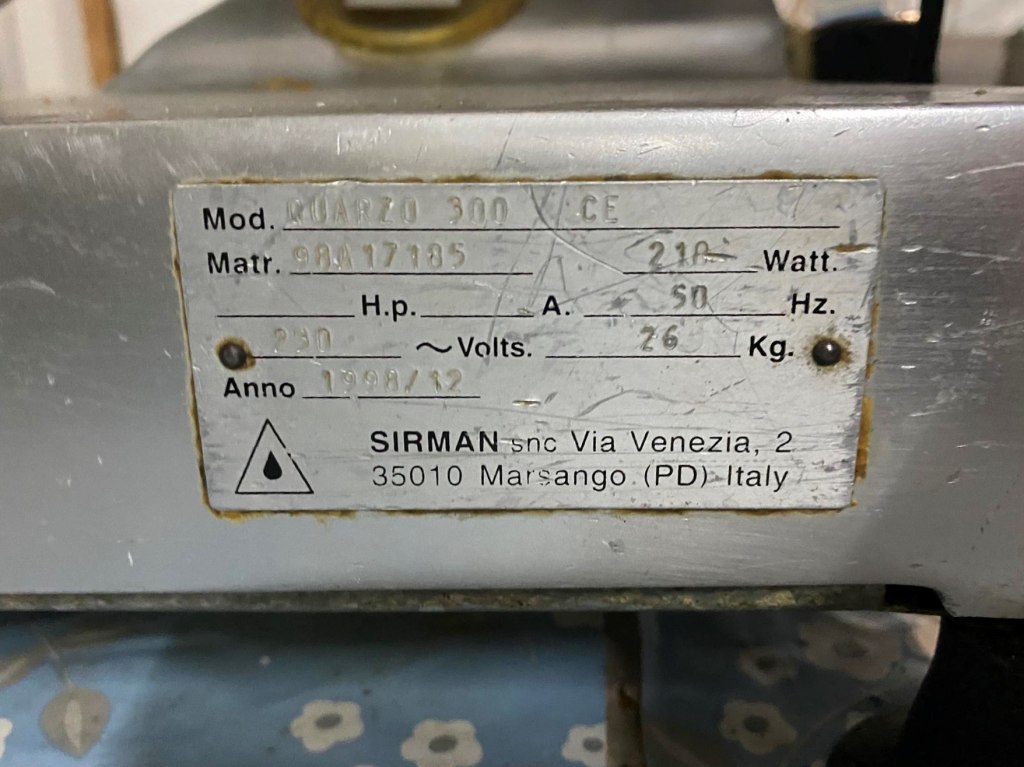 Mod. QUARZO 300 CE
Matr. 98A17185 210 Watt.
H.p. A. 50 Hz.
230 ~Volts. 26 Kg.
Anno 1998/12
SIRMAN snc Via Venezia, 2
35010 Marsango (PD) Italy